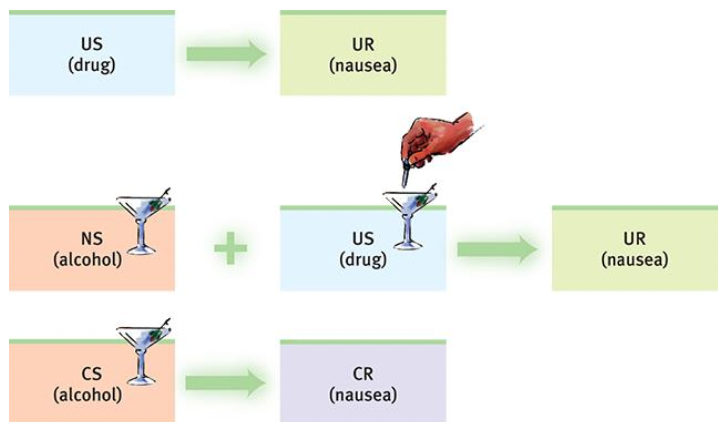 US
(drug)
UR
(nausea)
NS
(alcohol)
+
US
(drug)
UR
(nausea)
CS
(alcohol)
CR
(nausea)